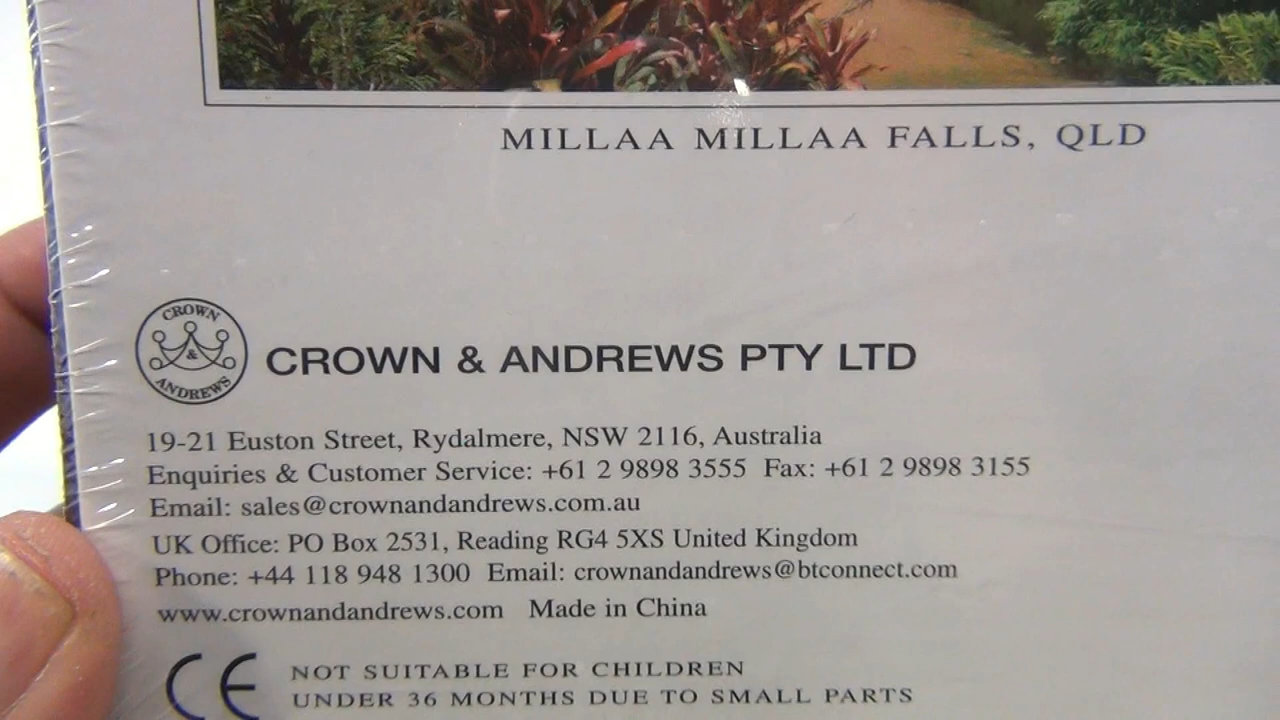 MILLAA MILLAA FALLS, QLD
CROWN
&
ANDREWS
CROWN & ANDREWS PTY LTD
19-21 Euston Street, Rydalmere, NSW 2116, Australia
Enquiries & Customer Service: +61 2 9898 3555 Fax: +61 2 9898 3155
Email: sales@crownandandrews.com.au
UK Office: PO Box 2531, Reading RG4 5XS United Kingdom
Phone: +44 118 948 1300 Email: crownandandrews@btconnect.com
www.crownandandrews.com Made in China
CE NOT SUITABLE FOR CHILDREN
UNDER 36 MONTHS DUE TO SMALL PARTS